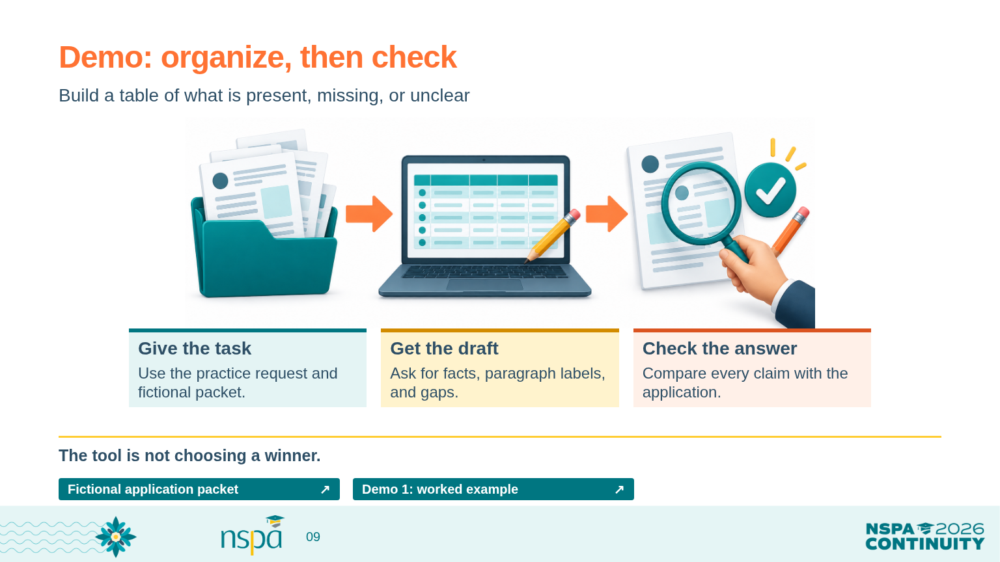 Demo: organize, then check
Build a table of what is present, missing, or unclear
Give the task
Use the practice request and
fictional packet.
Get the draft
Ask for facts, paragraph labels,
and gaps.
Check the answer
Compare every claim with the
application.
The tool is not choosing a winner.
Fictional application packet ↗
Demo 1: worked example ↗
nspa
09
NSPA 2026
CONTINUITY